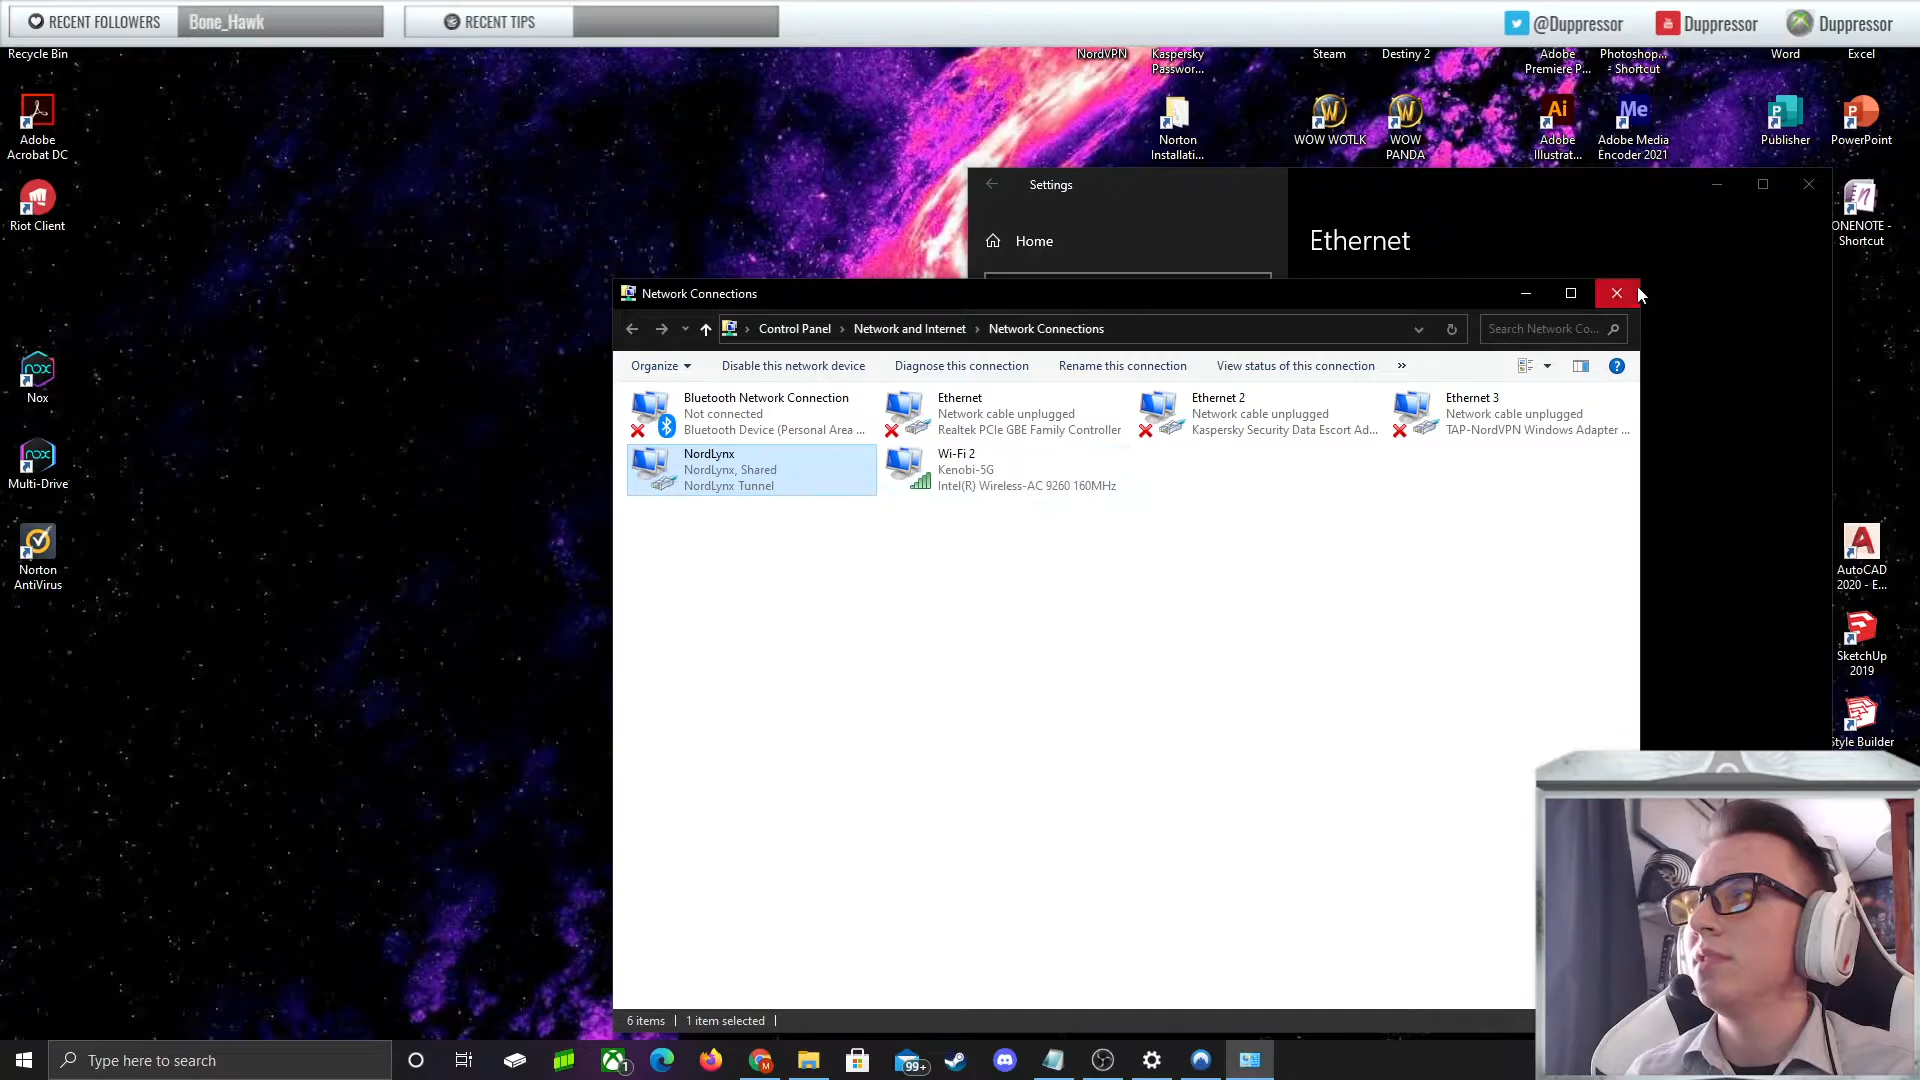 RECENT FOLLOWERS
Bone_Hawk
RECENT TIPS
@Duppressor
Duppressor
Duppressor
Recycle Bin
NordVPN
Kaspersky
Passwor...
Steam
Destiny 2
Adobe
Premiere P...
Photoshop...
- Shortcut
Word
Excel
Adobe
Acrobat DC
Norton
Installati...
WOW WOTLK
WOW
PANDA
Ai
Adobe
Illustrat...
Me
Adobe Media
Encoder 2021
Publisher
PowerPoint
Riot Client
Settings
Home
Ethernet
ONENOTE -
Shortcut
Network Connections
Control Panel › Network and Internet › Network Connections
Search Network Co...
Organize
Disable this network device
Diagnose this connection
Rename this connection
View status of this connection
»
Bluetooth Network Connection
Not connected
Bluetooth Device (Personal Area ...
Ethernet
Network cable unplugged
Realtek PCIe GBE Family Controller
Ethernet 2
Network cable unplugged
Kaspersky Security Data Escort Ad...
Ethernet 3
Network cable unplugged
TAP-NordVPN Windows Adapter ...
NordLynx
NordLynx, Shared
NordLynx Tunnel
Wi-Fi 2
Kenobi-5G
Intel(R) Wireless-AC 9260 160MHz
nox
Nox
nox
Multi-Drive
Norton
AntiVirus
AutoCAD
2020 - E...
SketchUp
2019
Style Builder
6 items
1 item selected
Type here to search
1
M
99+